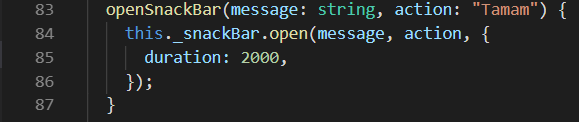 83 openSnackBar(message: string, action: "Tamam") {
84 this._snackBar.open(message, action, {
85 duration: 2000,
86 });
87 }